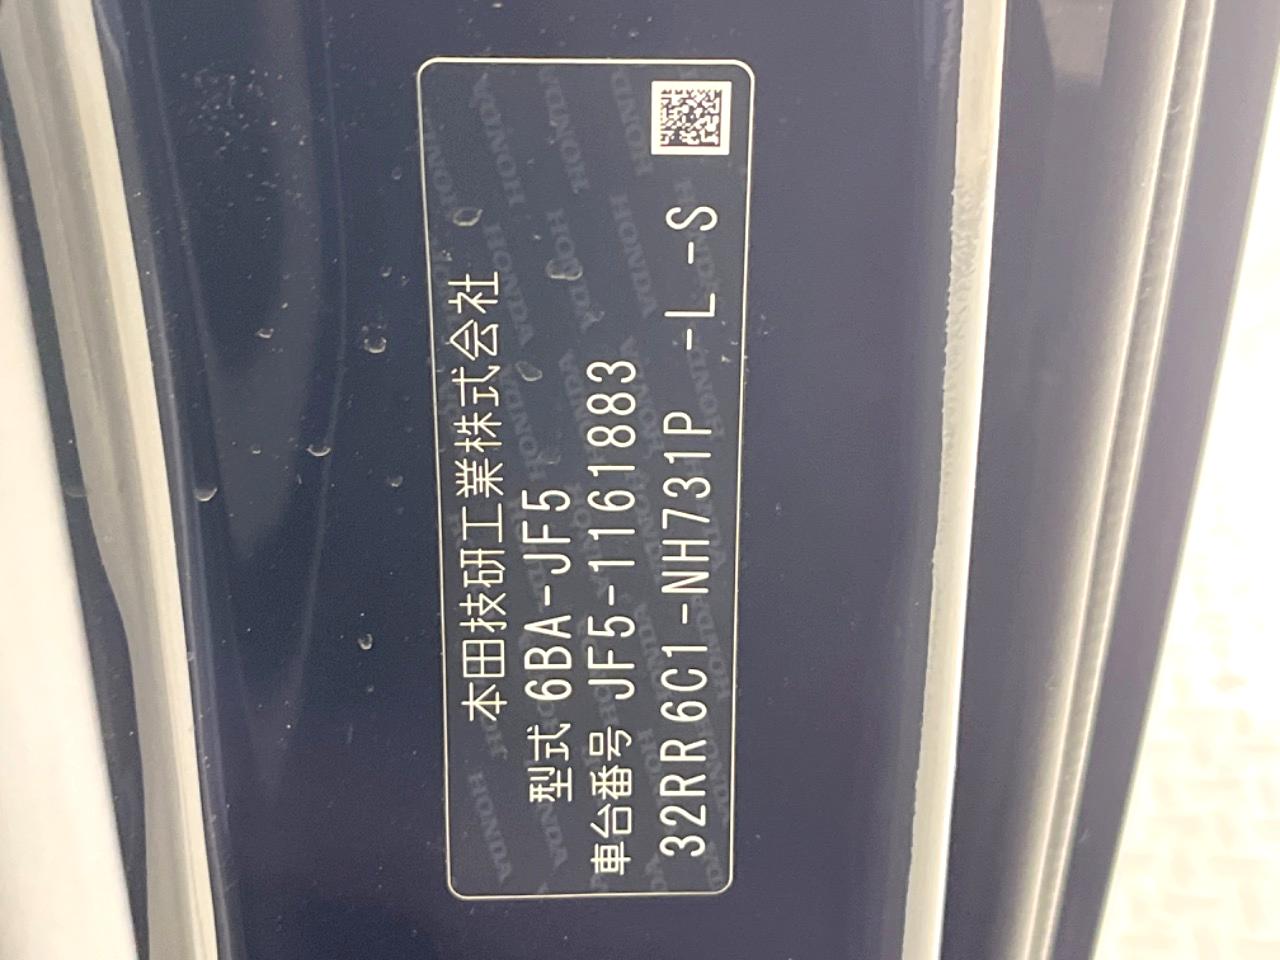 本田技研工業株式会社
型式 6BA-JF5
車台番号 JF5-1161883
32RR6C1-NH731P -L-S